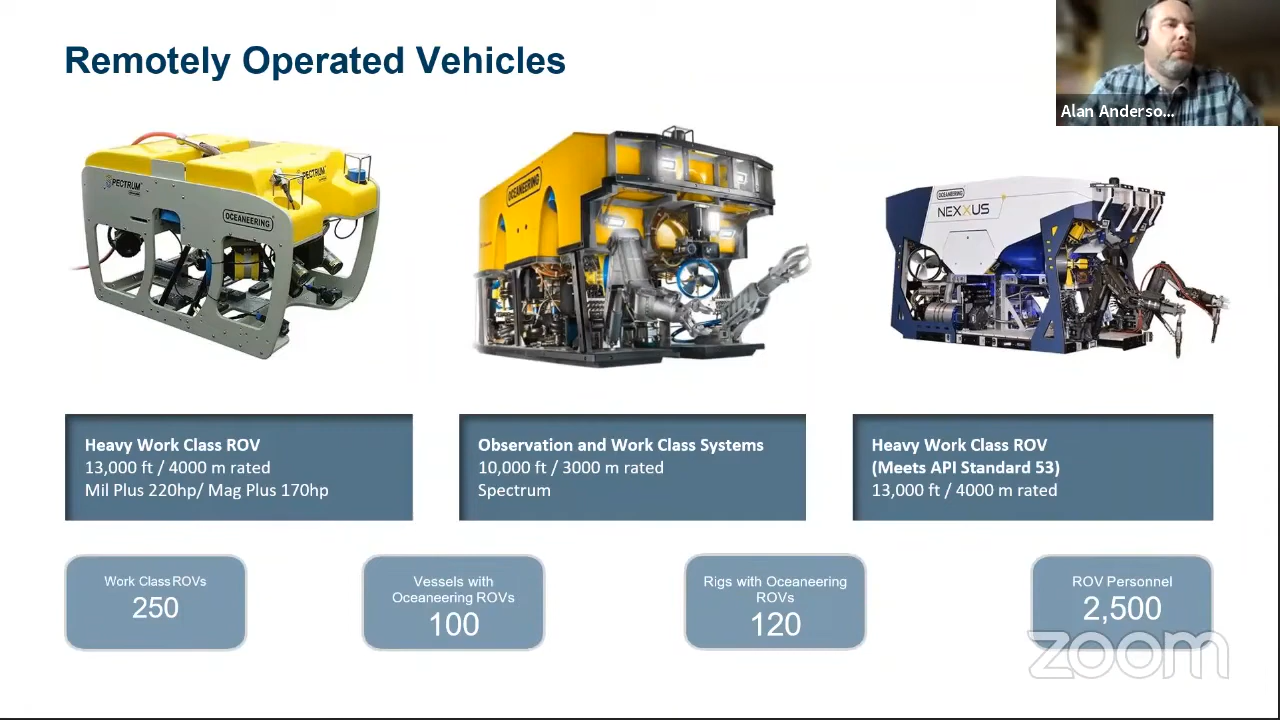 Remotely Operated Vehicles
Alan Anderso...
SPECTRUM
SPECTRUM
OCEANEERING
OCEANEERING
OCEANEERING
NEXXUS
Heavy Work Class ROV
13,000 ft / 4000 m rated
Mil Plus 220hp/ Mag Plus 170hp
Observation and Work Class Systems
10,000 ft / 3000 m rated
Spectrum
Heavy Work Class ROV
(Meets API Standard 53)
13,000 ft / 4000 m rated
Work Class ROVs
250
Vessels with
Oceaneering ROVs
100
Rigs with Oceaneering
ROVs
120
ROV Personnel
2,500
zoom